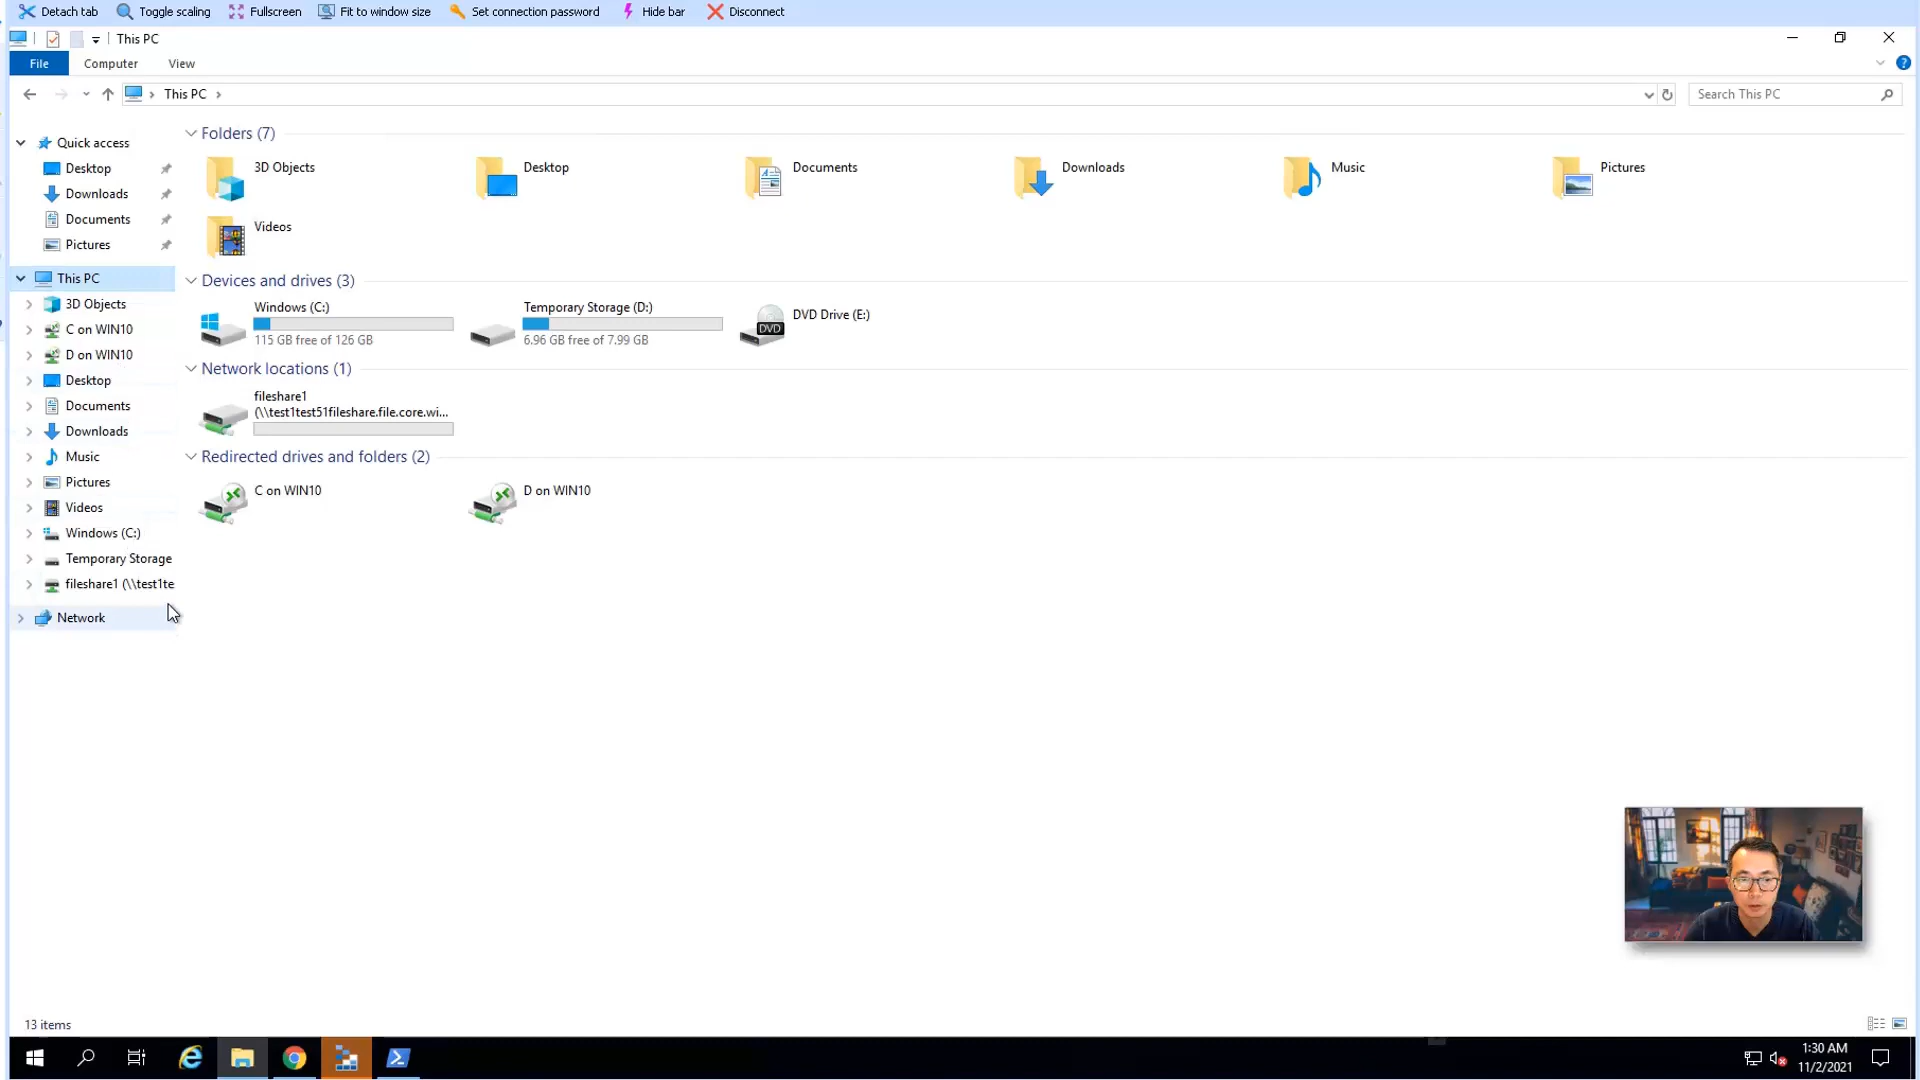 Detach tab Toggle scaling Fullscreen Fit to window size Set connection password Hide bar Disconnect
This PC
File Computer View
This PC
Search This PC
Quick access
Desktop
Downloads
Documents
Pictures
This PC
3D Objects
C on WIN10
D on WIN10
Desktop
Documents
Downloads
Music
Pictures
Videos
Windows (C:)
Temporary Storage
fileshare1 (\\test1te
Network
Folders (7)
3D Objects
Desktop
Documents
Downloads
Music
Pictures
Videos
Devices and drives (3)
Windows (C:)
115 GB free of 126 GB
Temporary Storage (D:)
6.96 GB free of 7.99 GB
DVD
DVD Drive (E:)
Network locations (1)
fileshare1
(\\test1test51fileshare.file.core.wi...
Redirected drives and folders (2)
C on WIN10
D on WIN10
13 items
1:30 AM
11/2/2021